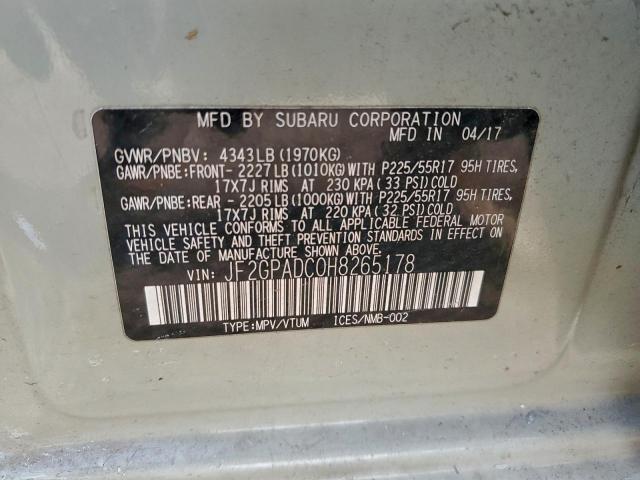 MFD BY SUBARU CORPORATION
MFD IN 04/17
GVWR/PNBV: 4343LB (1970KG)
GAWR/PNBE:FRONT- 2227LB (1010KG) WITH P225/55R17 95H TIRES,
17X7J RIMS AT 230 KPA (33 PSI) COLD
GAWR/PNBE:REAR - 2205LB (1000KG) WITH P225/55R17 95H TIRES,
17X7J RIMS AT 220 KPA (32 PSI) COLD
THIS VEHICLE CONFORMS TO ALL APPLICABLE FEDERAL MOTOR
VEHICLE SAFETY AND THEFT PREVENTION STANDARDS IN EFFECT ON
THE DATE OF MANUFACTURE SHOWN ABOVE.
VIN: JF2GPADC0H8265178
TYPE:MPV/VTUM ICES/NMB-002